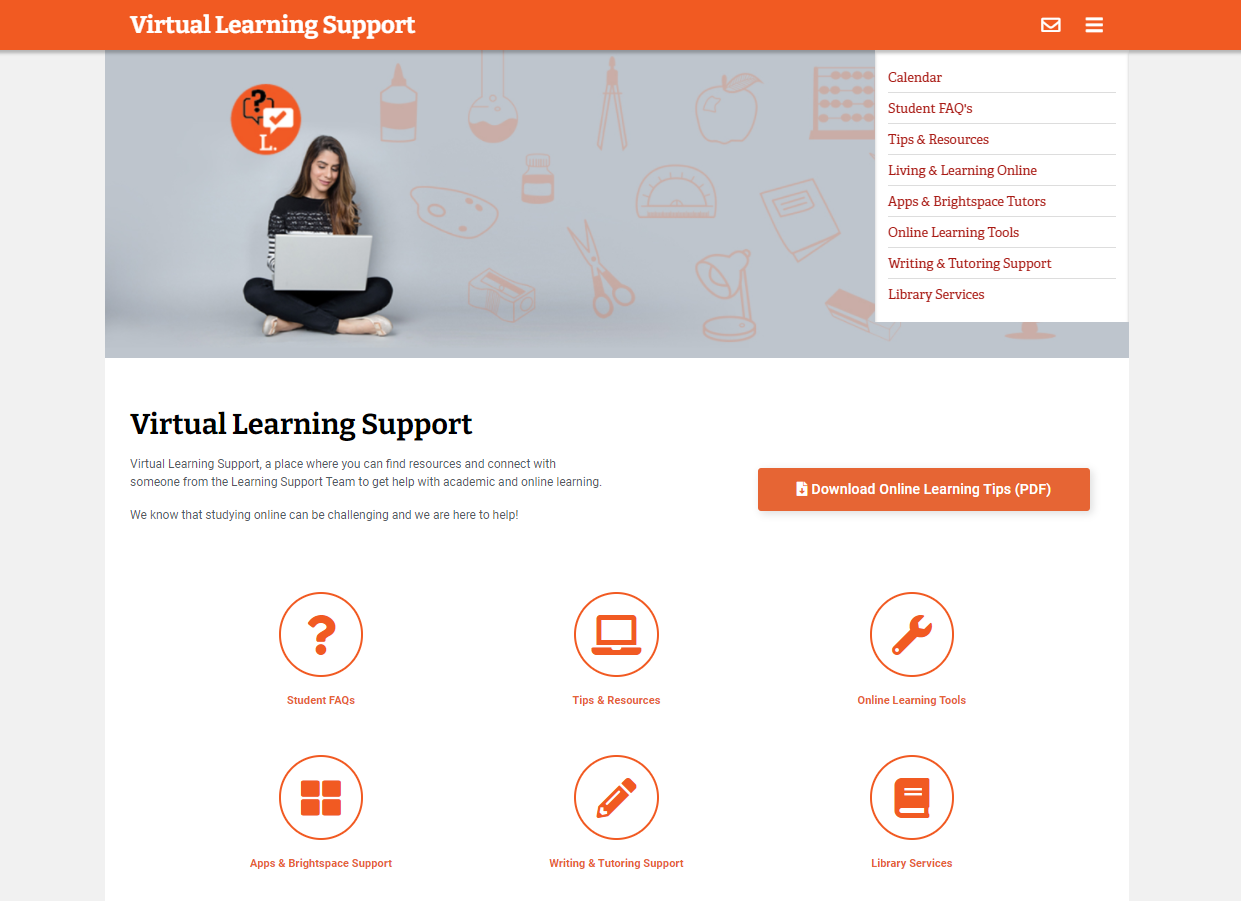 Virtual Learning Support
?
L.
Calendar
Student FAQ's
Tips & Resources
Living & Learning Online
Apps & Brightspace Tutors
Online Learning Tools
Writing & Tutoring Support
Library Services
Virtual Learning Support
Virtual Learning Support, a place where you can find resources and connect with
someone from the Learning Support Team to get help with academic and online learning.
We know that studying online can be challenging and we are here to help!
Download Online Learning Tips (PDF)
?
Student FAQs
Tips & Resources
Online Learning Tools
Apps & Brightspace Support
Writing & Tutoring Support
Library Services